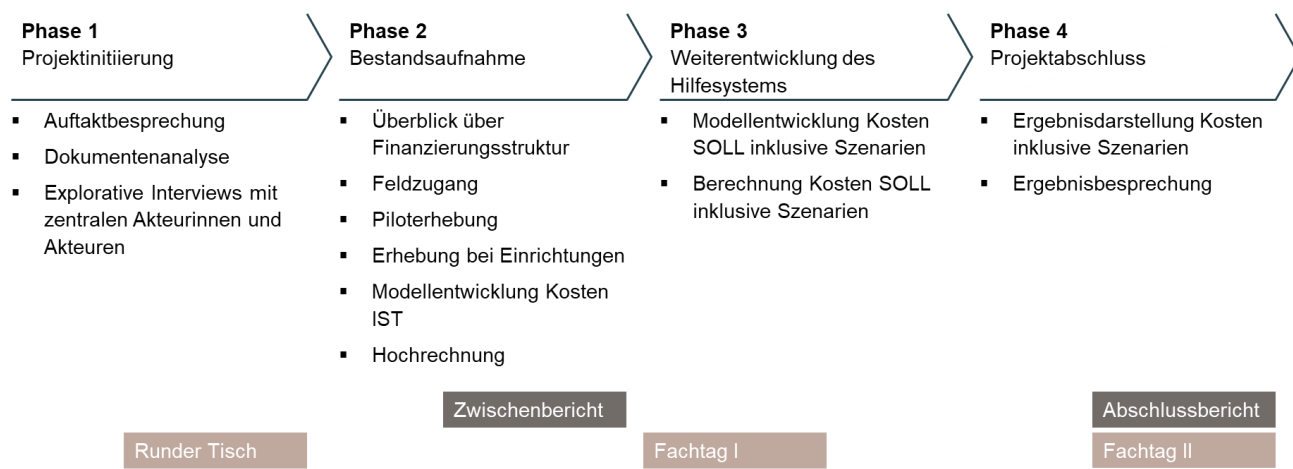 Phase 1
Projektinitiierung
▪ Auftaktbesprechung
▪ Dokumentenanalyse
▪ Explorative Interviews mit
zentralen Akteurinnen und
Akteuren
Phase 2
Bestandsaufnahme
▪ Überblick über
Finanzierungsstruktur
▪ Feldzugang
▪ Piloterhebung
▪ Erhebung bei Einrichtungen
▪ Modellentwicklung Kosten
IST
▪ Hochrechnung
Phase 3
Weiterentwicklung des
Hilfesystems
▪ Modellentwicklung Kosten
SOLL inklusive Szenarien
▪ Berechnung Kosten SOLL
inklusive Szenarien
Phase 4
Projektabschluss
▪ Ergebnisdarstellung Kosten
inklusive Szenarien
▪ Ergebnisbesprechung
Zwischenbericht
Abschlussbericht
Runder Tisch
Fachtag I
Fachtag II